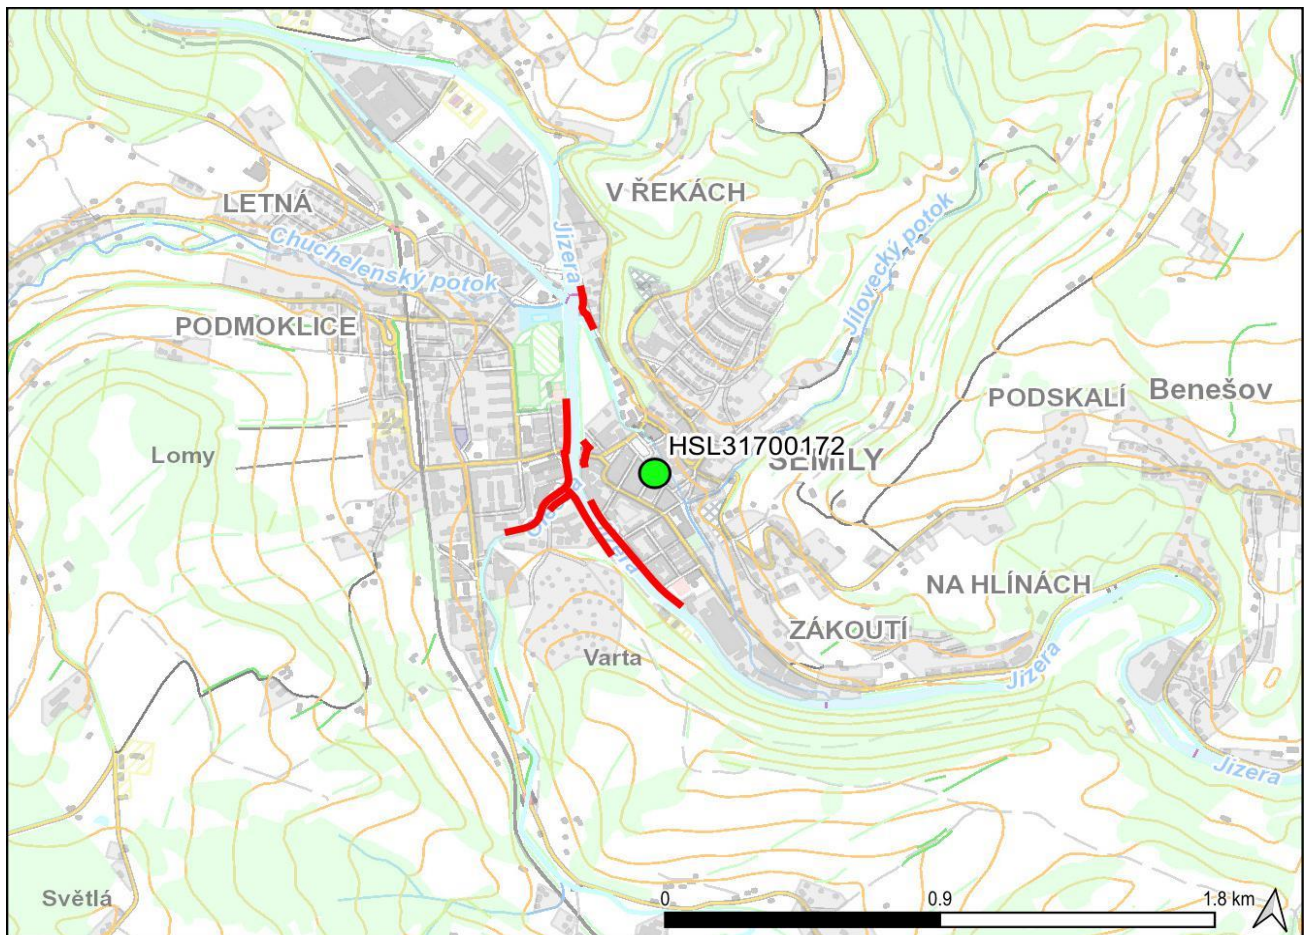 V ŘEKÁCH
LETNÁ
Jizera
Chuchelenský potok
Jílovecký potok
PODMOKLICE
Benešov
PODSKALÍ
HSL31700172
SEMILY
Lomy
NA HLÍNÁCH
ZÁKOUTÍ
Varta
Jizera
Jizera
Světlá
0 0.9 1.8 km